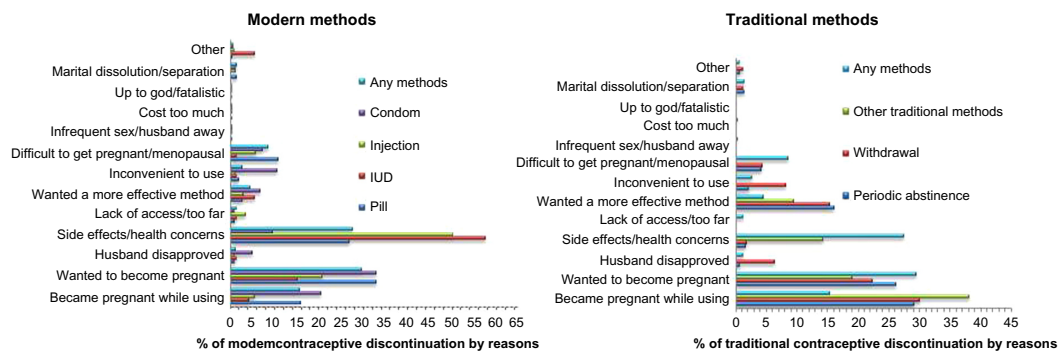 Modern methods
Other
Marital dissolution/separation
Up to god/fatalistic
Cost too much
Infrequent sex/husband away
Difficult to get pregnant/menopausal
Inconvenient to use
Wanted a more effective method
Lack of access/too far
Side effects/health concerns
Husband disapproved
Wanted to become pregnant
Became pregnant while using
Any methods
Condom
Injection
IUD
Pill
0 5 10 15 20 25 30 35 40 45 50 55 60 65
% of modemcontraceptive discontinuation by reasons
Traditional methods
Other
Marital dissolution/separation
Up to god/fatalistic
Cost too much
Infrequent sex/husband away
Difficult to get pregnant/menopausal
Inconvenient to use
Wanted a more effective method
Lack of access/too far
Side effects/health concerns
Husband disapproved
Wanted to become pregnant
Became pregnant while using
Any methods
Other traditional methods
Withdrawal
Periodic abstinence
0 5 10 15 20 25 30 35 40 45
% of traditional contraceptive discontinuation by reasons